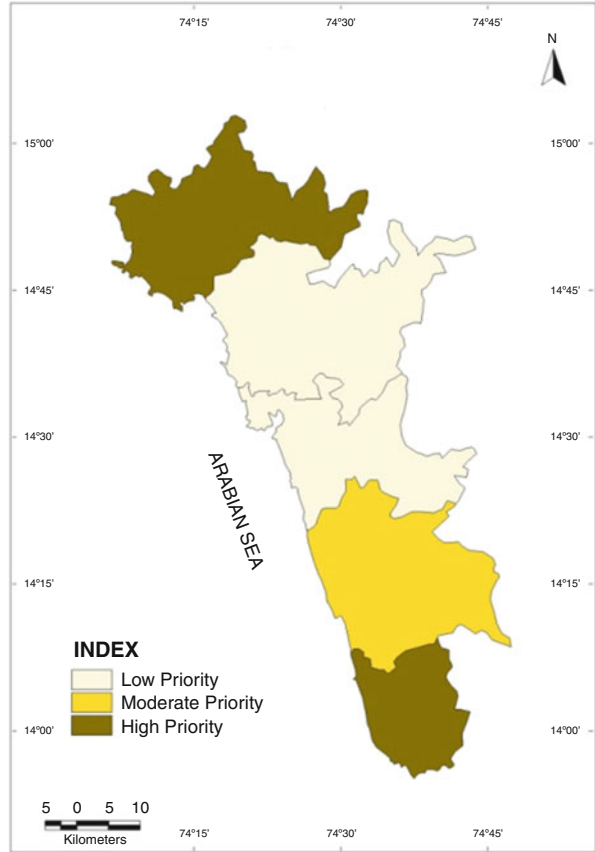 74°15' 74°30' 74°45'
N
15°00' 15°00'
14°45' 14°45'
14°30' 14°30'
ARABIAN SEA
14°15' 14°15'
INDEX
Low Priority
Moderate Priority
High Priority
14°00' 14°00'
5 0 5 10
Kilometers
74°15' 74°30' 74°45'